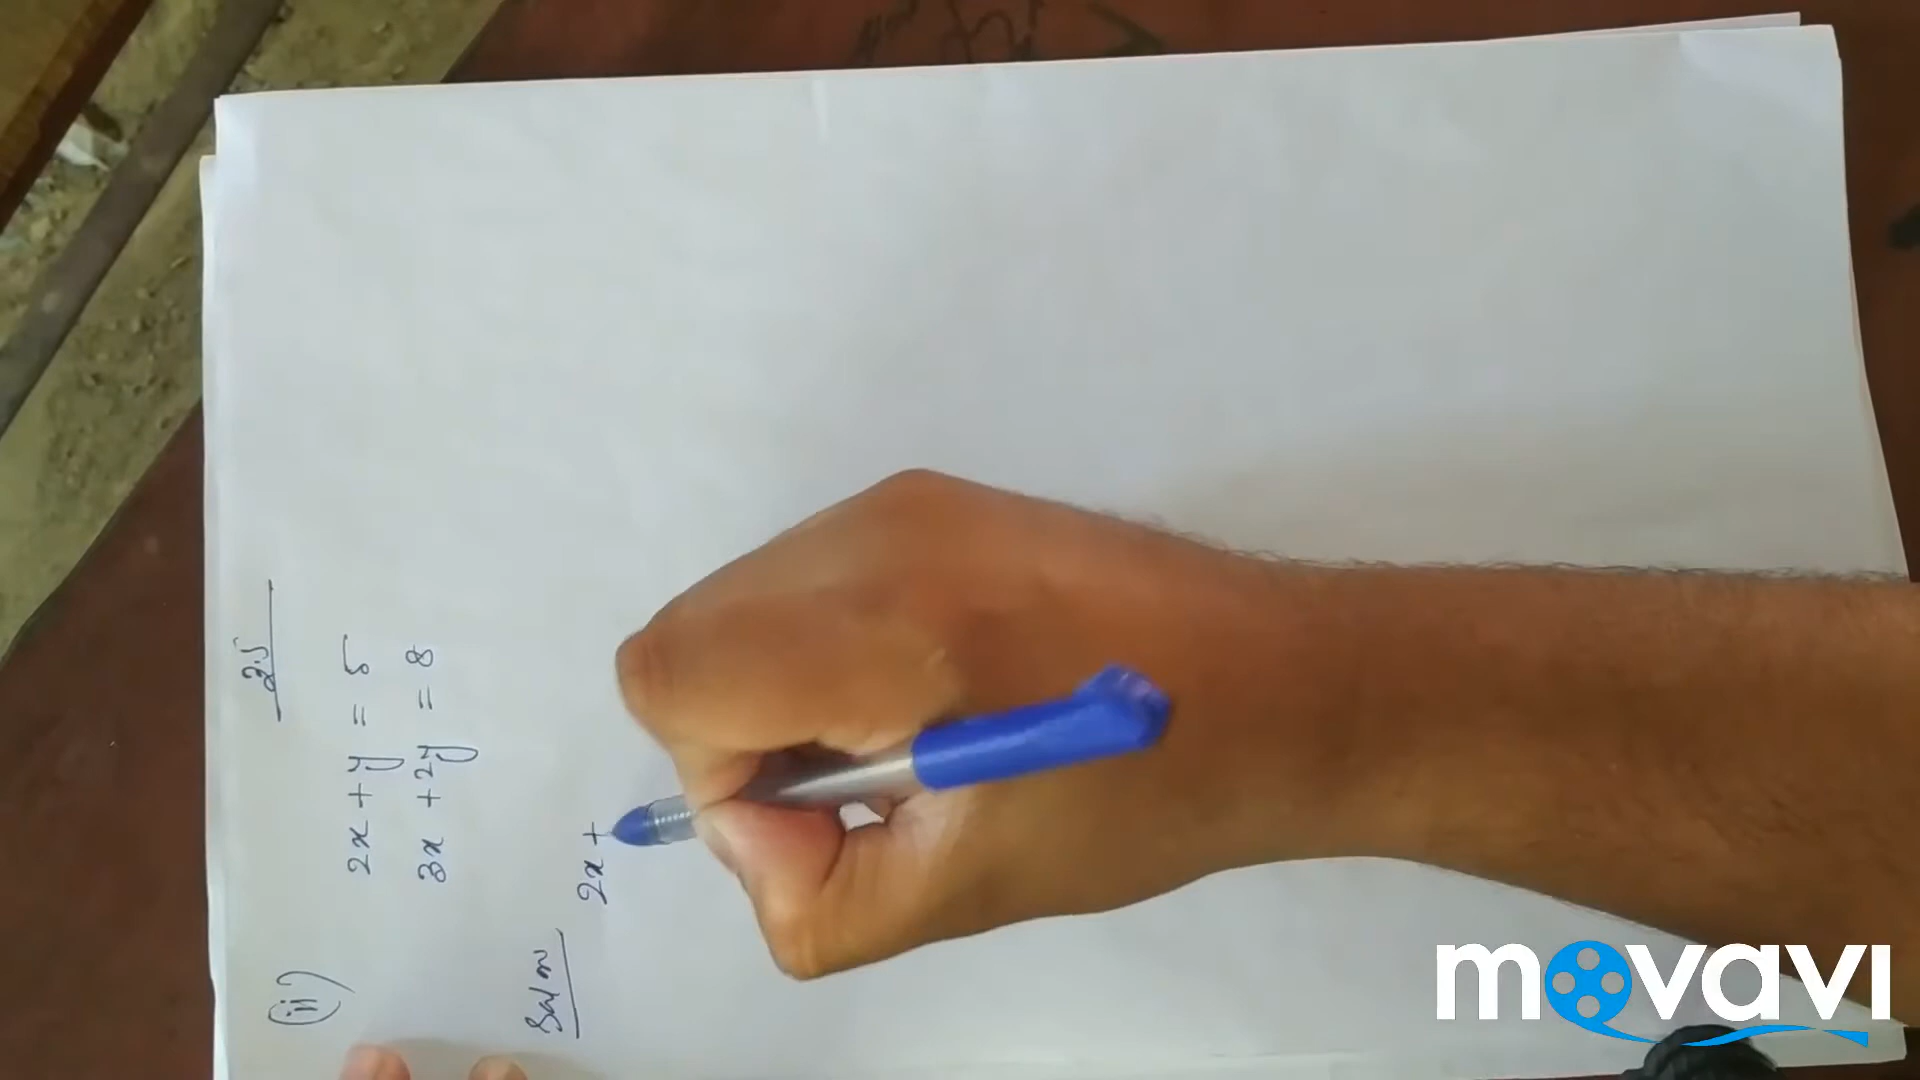 2.5
(ii)
2x + y = 5
3x + 2y = 8
Soln
2x +
movavi